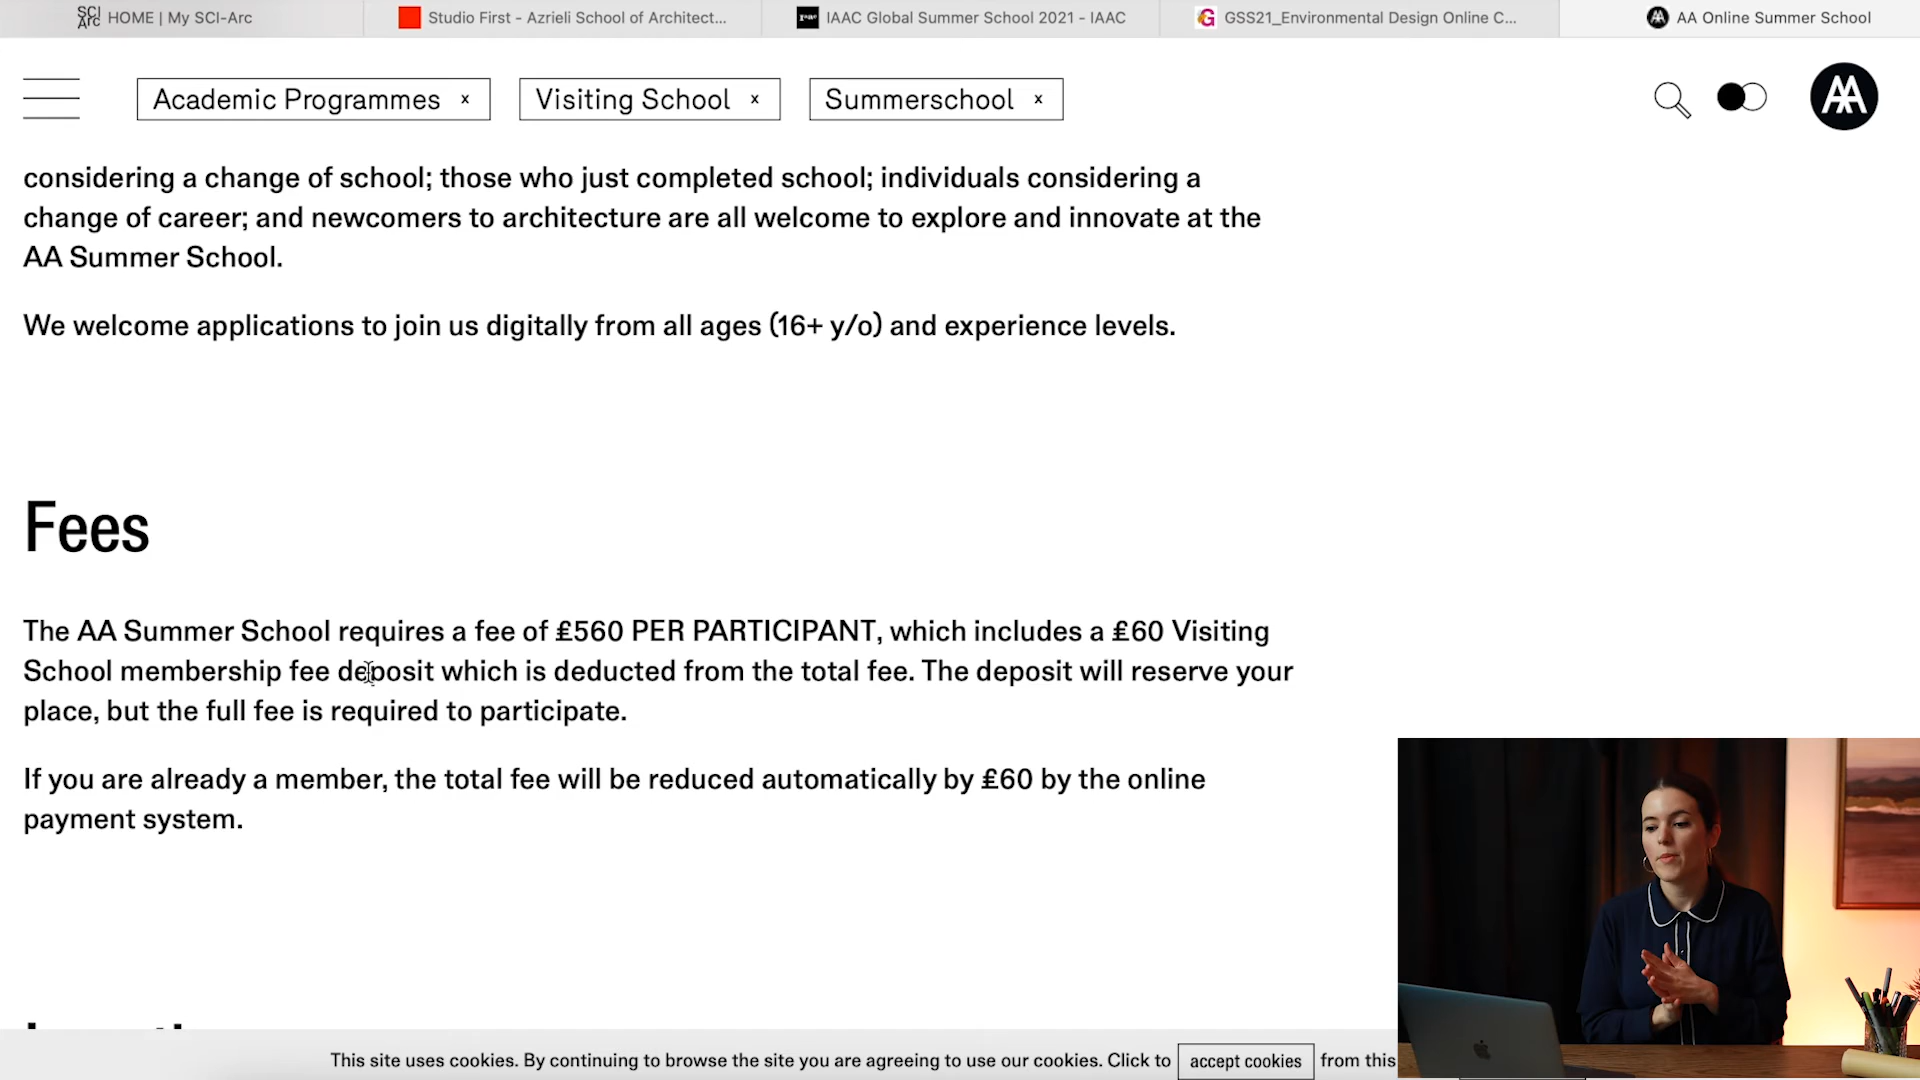 SCI
Arc
HOME | My SCI-Arc
Studio First - Azrieli School of Architect...
IAAC Global Summer School 2021 - IAAC
GSS21_Environmental Design Online C...
AA Online Summer School
Academic Programmes x
Visiting School x
Summerschool x
AA
considering a change of school; those who just completed school; individuals considering a
change of career; and newcomers to architecture are all welcome to explore and innovate at the
AA Summer School.
We welcome applications to join us digitally from all ages (16+ y/o) and experience levels.
Fees
The AA Summer School requires a fee of £560 PER PARTICIPANT, which includes a £60 Visiting
School membership fee deposit which is deducted from the total fee. The deposit will reserve your
place, but the full fee is required to participate.
If you are already a member, the total fee will be reduced automatically by £60 by the online
payment system.
This site uses cookies. By continuing to browse the site you are agreeing to use our cookies. Click to accept cookies from this